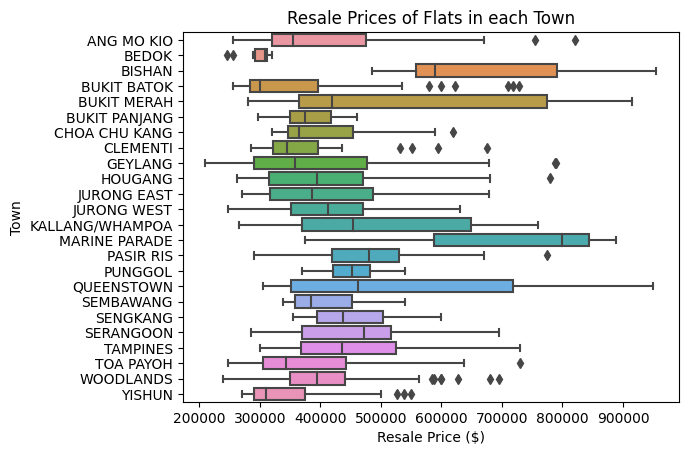 Resale Prices of Flats in each Town
Town
ANG MO KIO
BEDOK
BISHAN
BUKIT BATOK
BUKIT MERAH
BUKIT PANJANG
CHOA CHU KANG
CLEMENTI
GEYLANG
HOUGANG
JURONG EAST
JURONG WEST
KALLANG/WHAMPOA
MARINE PARADE
PASIR RIS
PUNGGOL
QUEENSTOWN
SEMBAWANG
SENGKANG
SERANGOON
TAMPINES
TOA PAYOH
WOODLANDS
YISHUN
200000 300000 400000 500000 600000 700000 800000 900000
Resale Price ($)